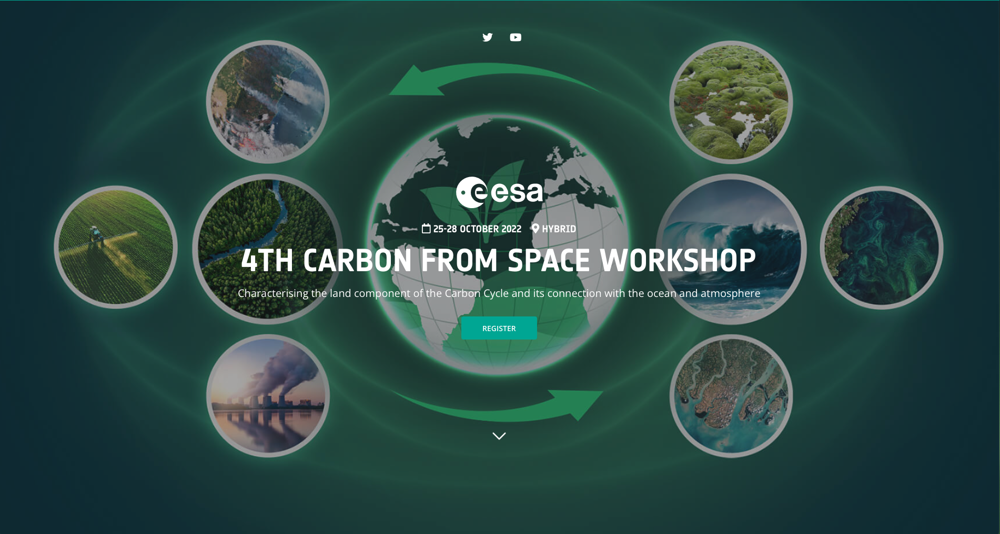 esa
25-28 OCTOBER 2022 HYBRID
4TH CARBON FROM SPACE WORKSHOP
Characterising the land component of the Carbon Cycle and its connection with the ocean and atmosphere
REGISTER